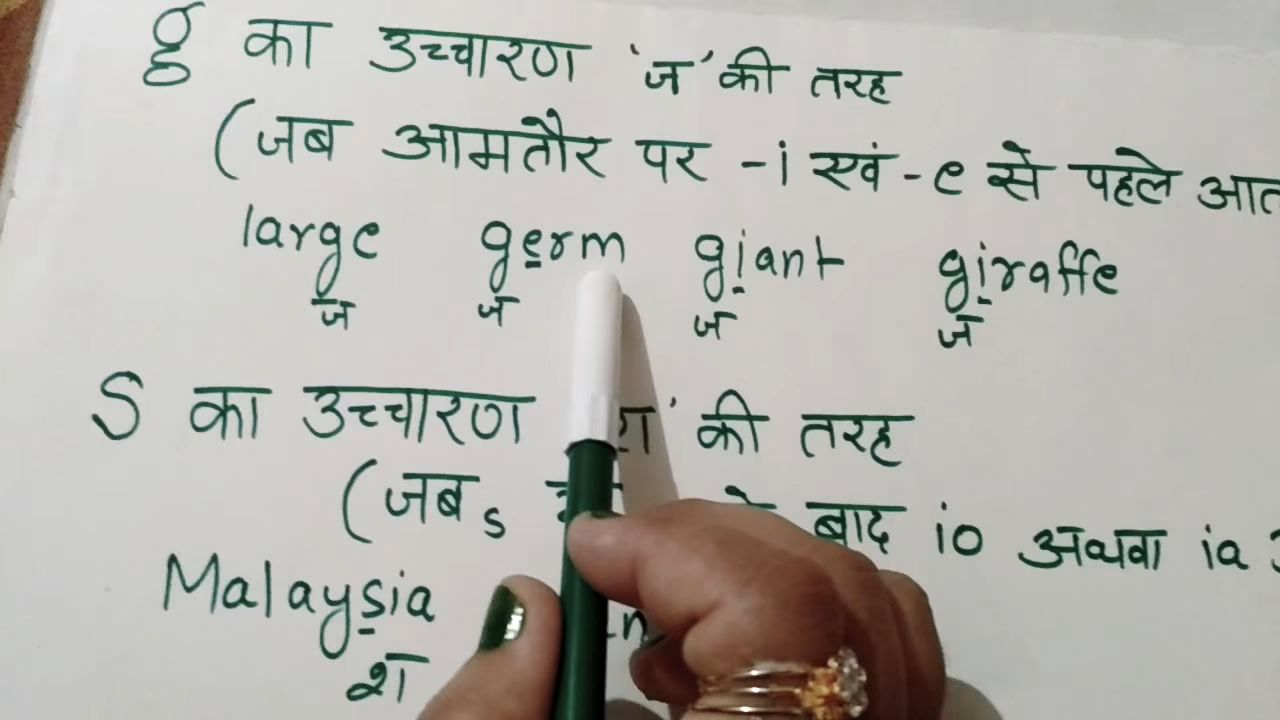 g का उच्चारण 'ज' की तरह
(जब आमतौर पर -i एवं -e से पहले
large germ giant giraffe
ज ज ज ज
S का उच्चारण की तरह
(जब s बाद io अथवा ia
Malaysia
श